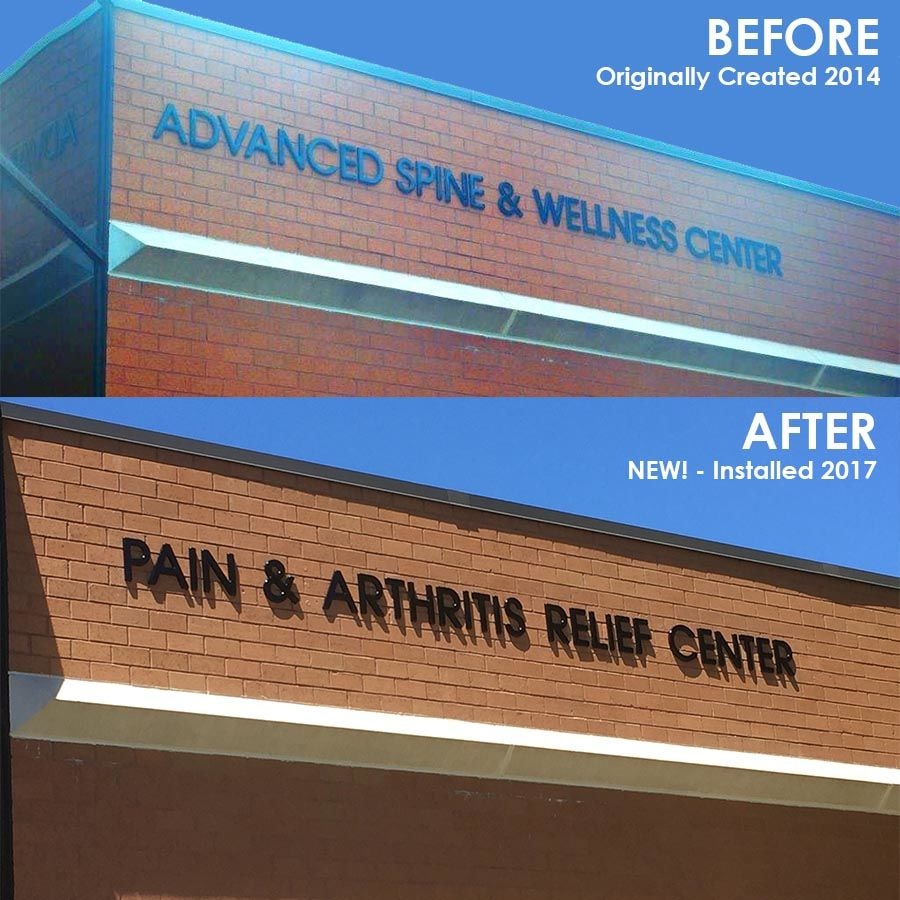 BEFORE
Originally Created 2014
ADVANCED SPINE & WELLNESS CENTER
AFTER
NEW! - Installed 2017
PAIN & ARTHRITIS RELIEF CENTER